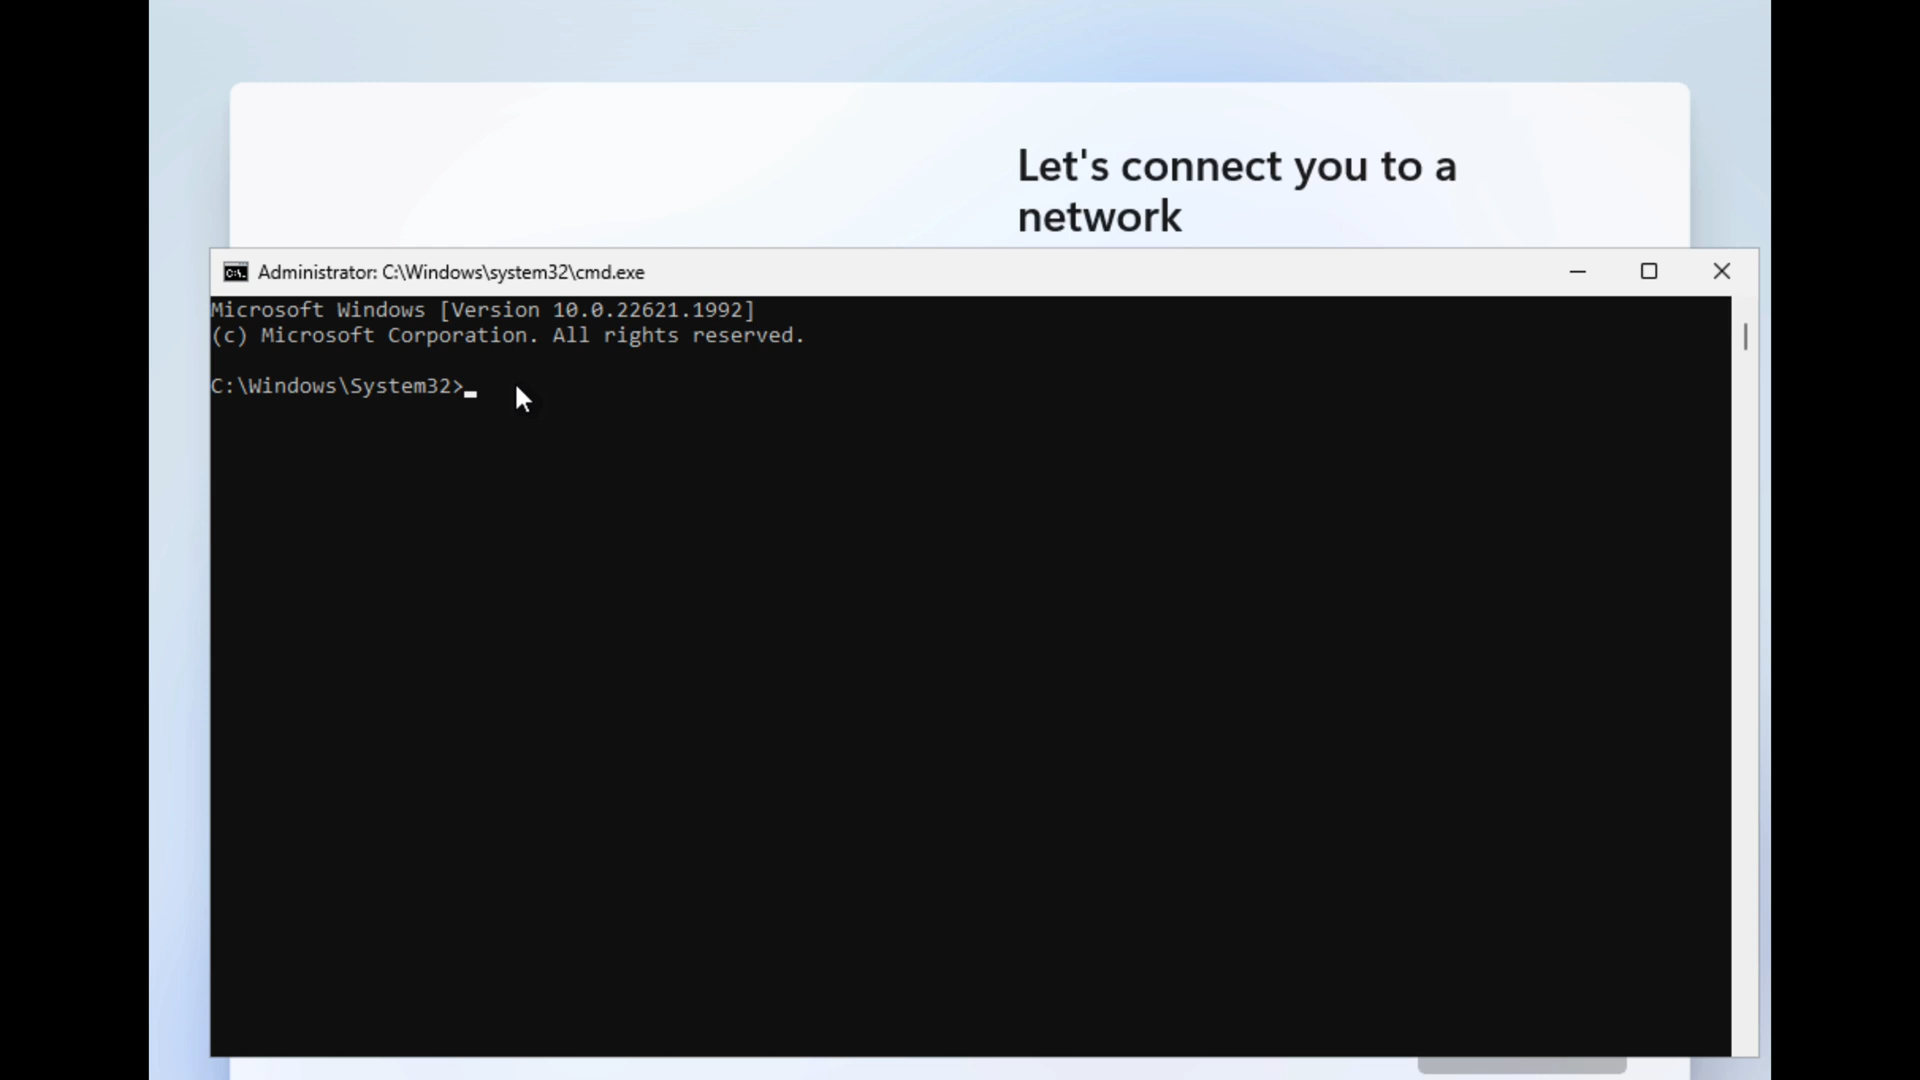 Let's connect you to a
network
Administrator: C:\Windows\system32\cmd.exe
Microsoft Windows [Version 10.0.22621.1992]
(c) Microsoft Corporation. All rights reserved.
C:\Windows\System32>